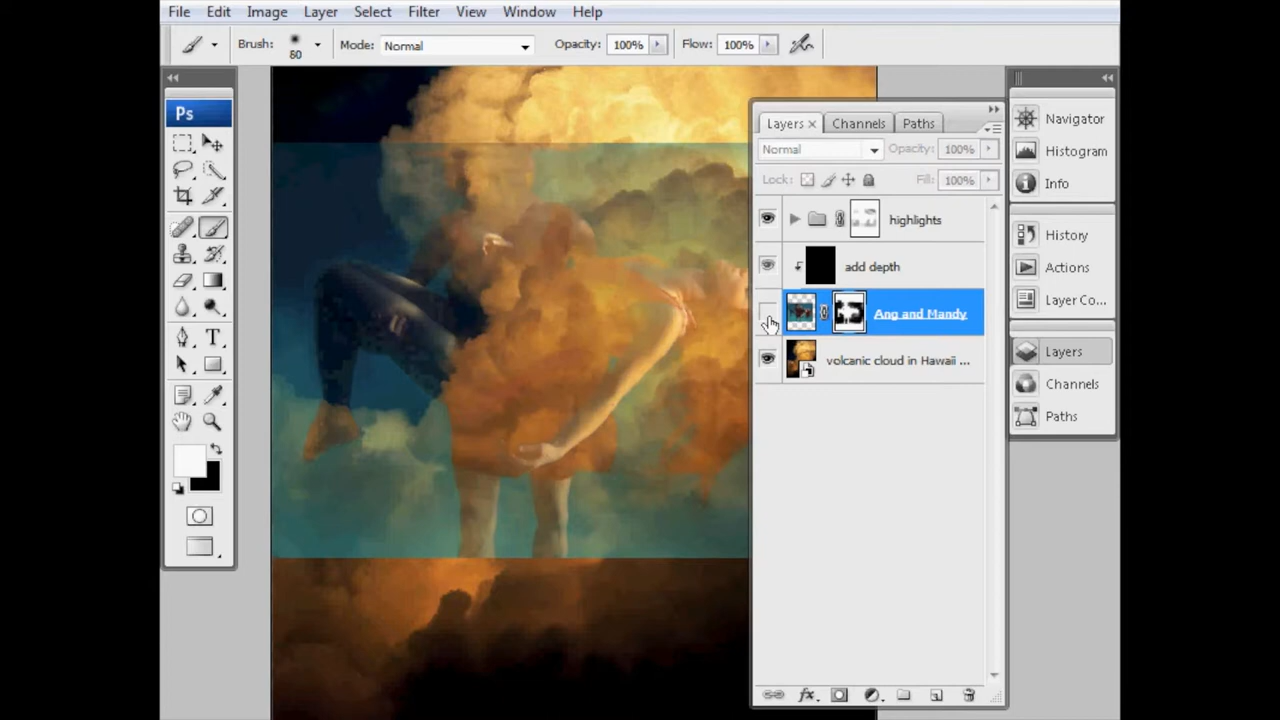 File Edit Image Layer Select Filter View Window Help
Brush: 60 Mode: Normal Opacity: 100% Flow: 100%
Ps
Layers Channels Paths
Normal Opacity: 100%
Lock: Fill: 100%
highlights
add depth
Ang and Mandy
volcanic cloud in Hawaii ...
fx
T
Navigator
Histogram
Info
History
Actions
Layer Co...
Layers
Channels
Paths